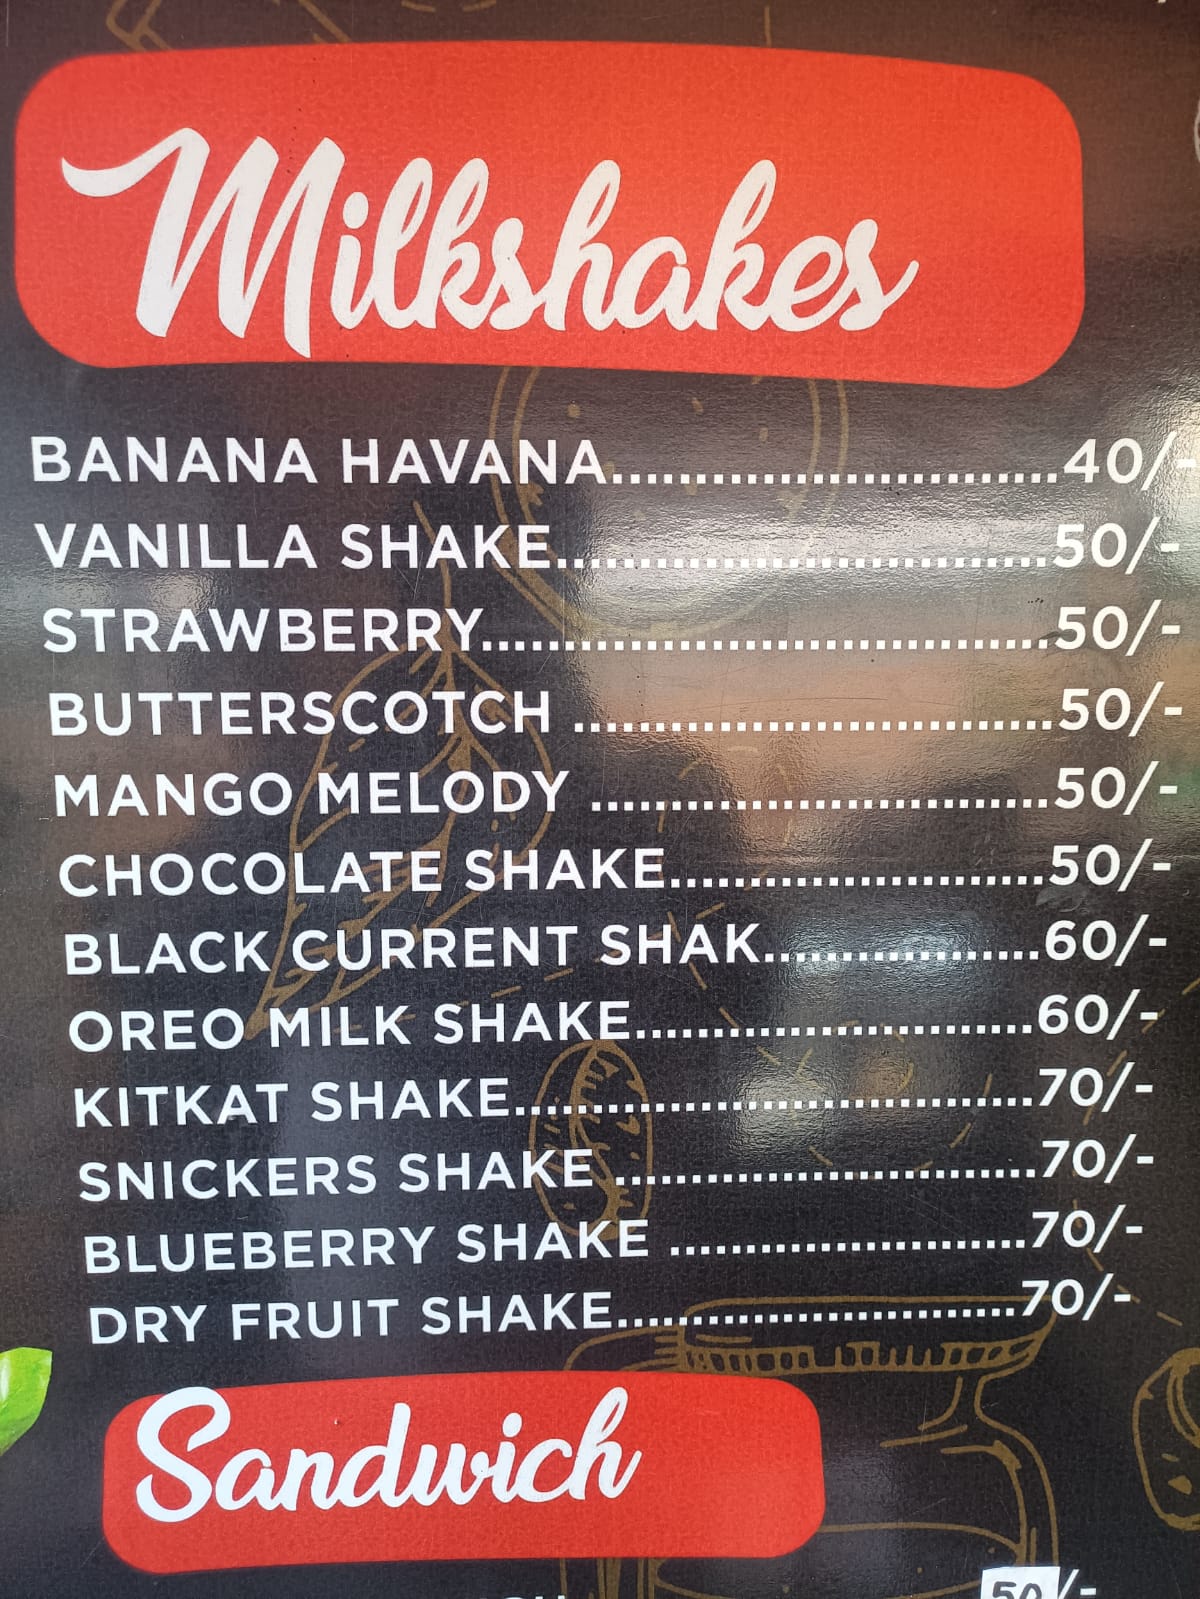 Milkshakes
BANANA HAVANA..................................40/-
VANILLA SHAKE.....................................50/-
STRAWBERRY..........................................50/-
BUTTERSCOTCH ...................................50/-
MANGO MELODY ..................................50/-
CHOCOLATE SHAKE............................50/-
BLACK CURRENT SHAK.....................60/-
OREO MILK SHAKE..............................60/-
KITKAT SHAKE.......................................70/-
SNICKERS SHAKE ...............................70/-
BLUEBERRY SHAKE ...........................70/-
DRY FRUIT SHAKE..............................70/-
Sandwich
50/-